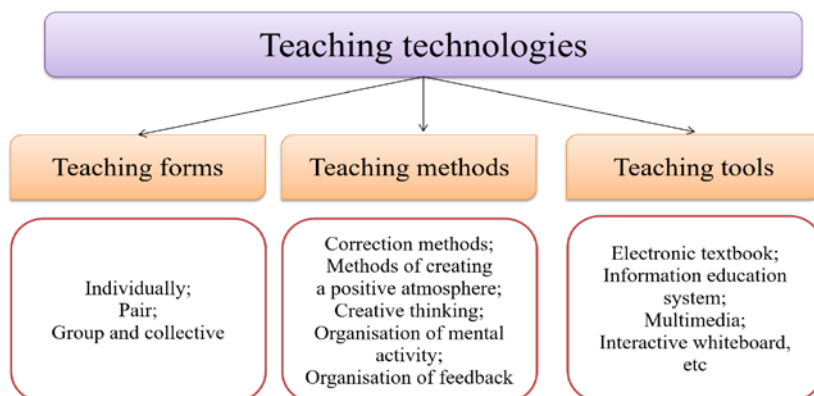 Teaching technologies
Teaching forms
Teaching methods
Teaching tools
Individually;
Pair;
Group and collective
Correction methods;
Methods of creating
a positive atmosphere;
Creative thinking;
Organisation of mental
activity;
Organisation of feedback
Electronic textbook;
Information education
system;
Multimedia;
Interactive whiteboard,
etc